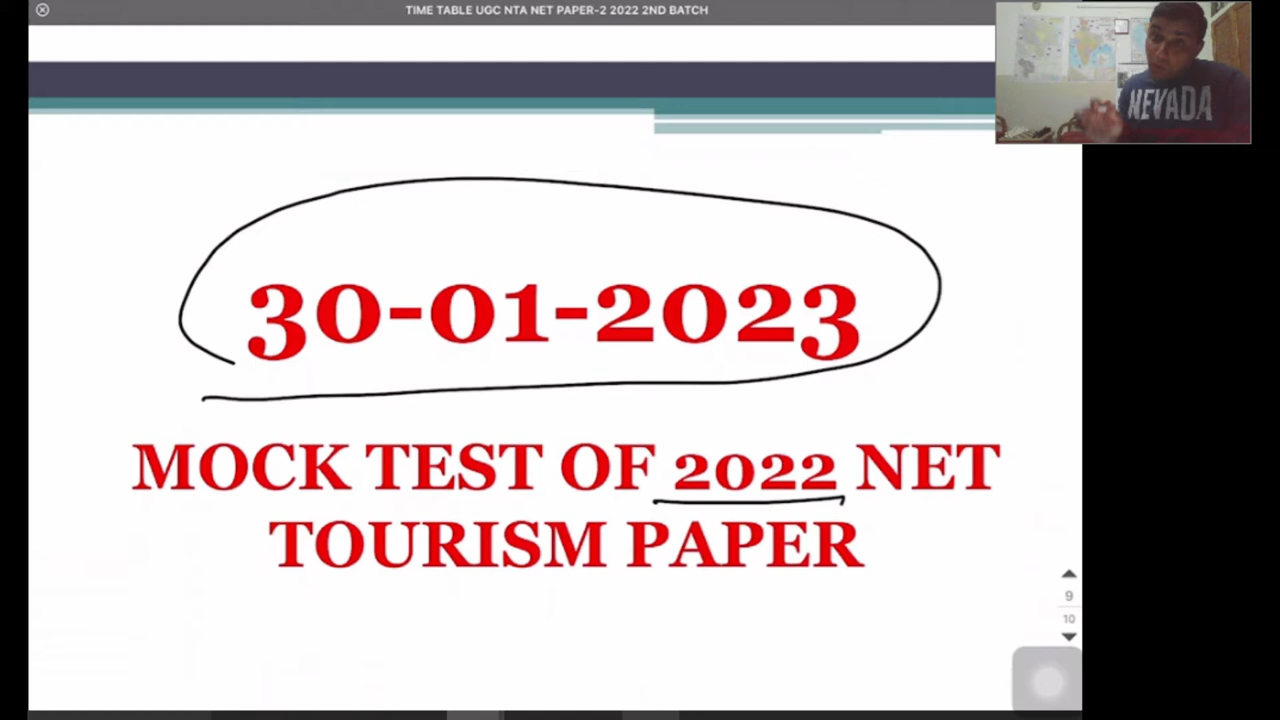 TIME TABLE UGC NTA NET PAPER-2 2022 2ND BATCH
NEVADA
30-01-2023
MOCK TEST OF 2022 NET
TOURISM PAPER
9
10